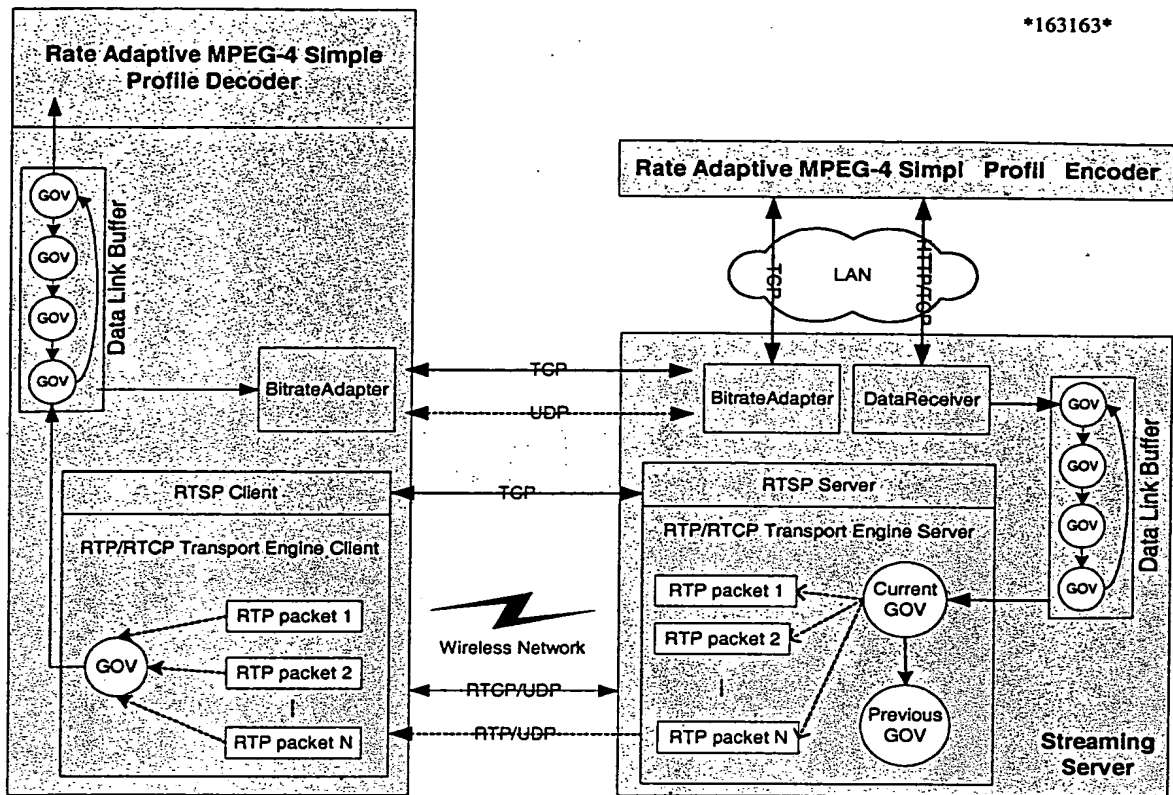 *163163*
Rate Adaptive MPEG-4 Simple
Profile Decoder
GOV
GOV
GOV
GOV
Data Link Buffer
BitrateAdapter
RTSP Client
RTP/RTCP Transport Engine Client
RTP packet 1
GOV
RTP packet 2
RTP packet N
TCP
UDP
TCP
Wireless Network
RTCP/UDP
RTP/UDP
Rate Adaptive MPEG-4 Simpl Profil Encoder
TCP
LAN
HTTP/TCP
BitrateAdapter
DataReceiver
GOV
GOV
GOV
GOV
Data Link Buffer
RTSP Server
RTP/RTCP Transport Engine Server
RTP packet 1
Current
GOV
RTP packet 2
Previous
GOV
RTP packet N
Streaming
Server